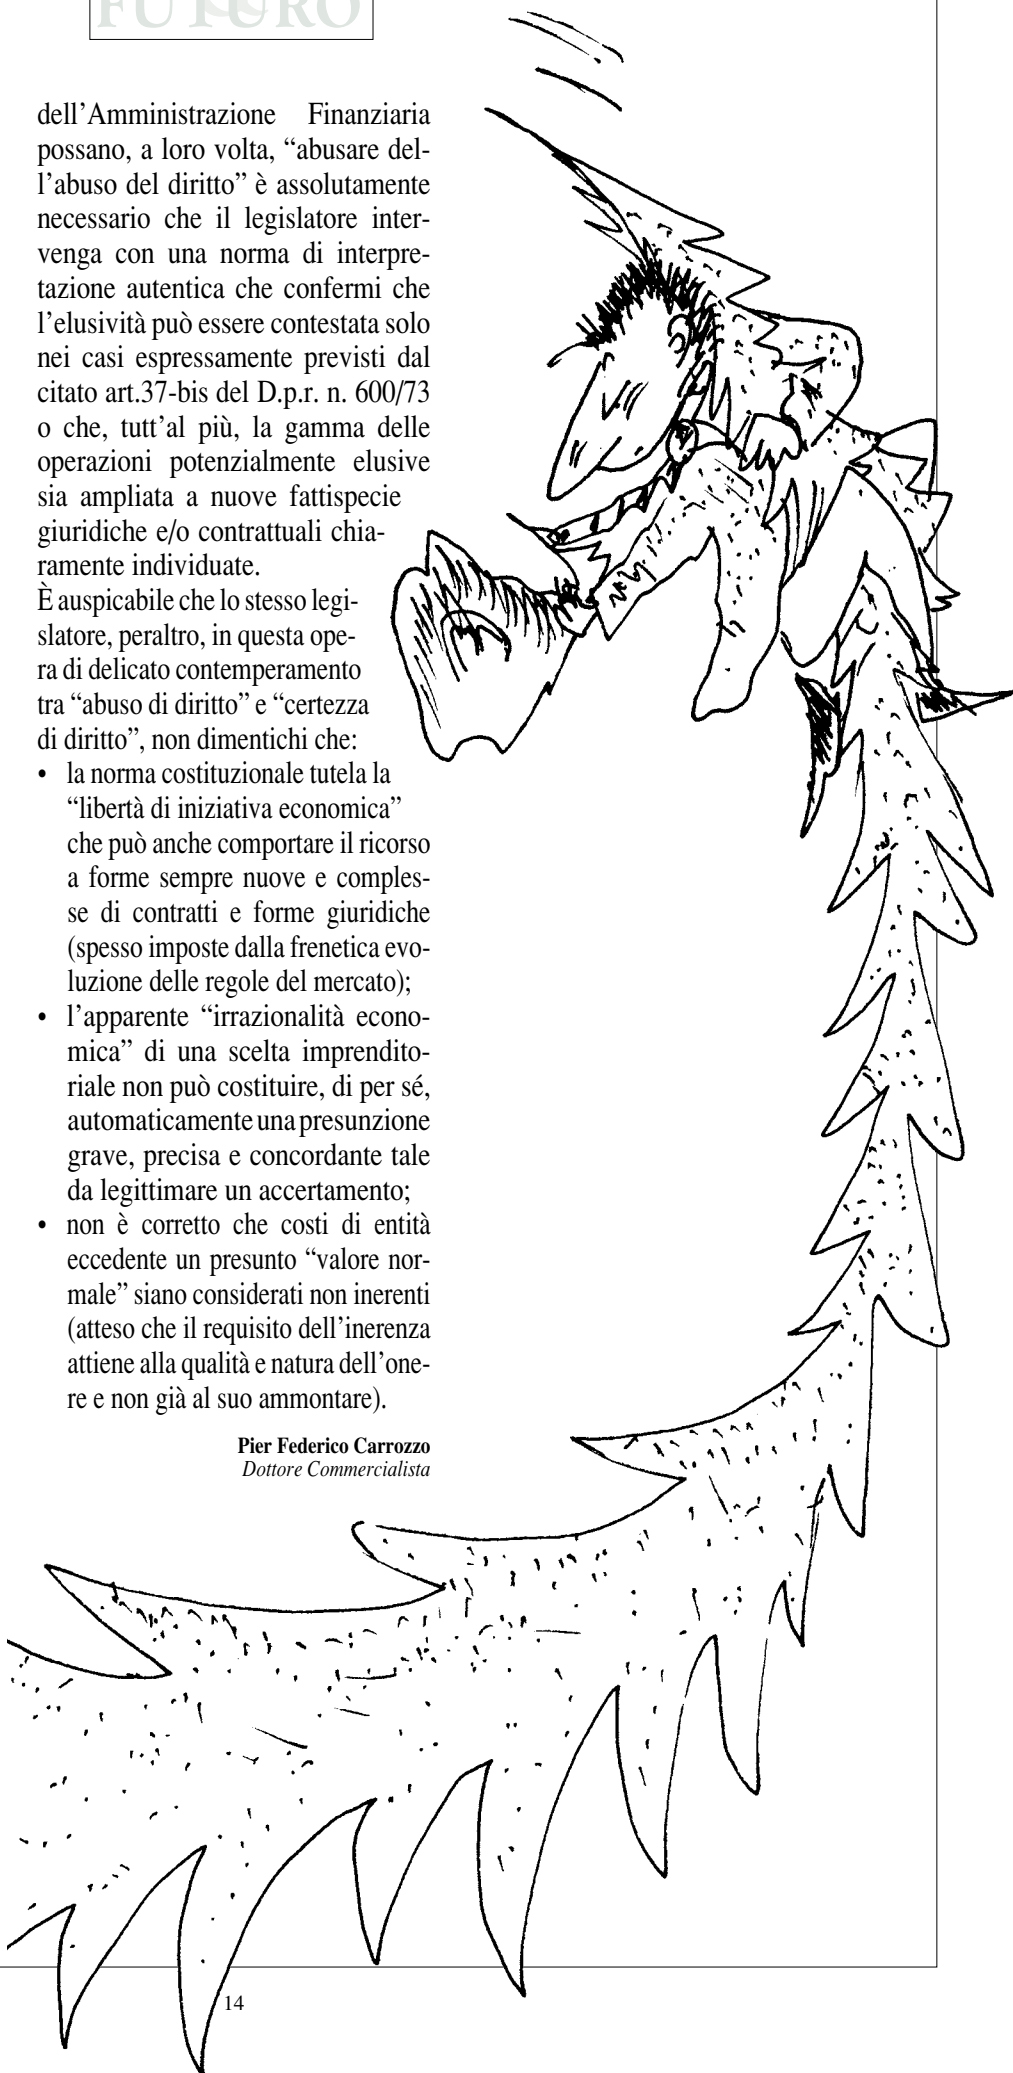 FUTURO
dell’Amministrazione Finanziaria
possano, a loro volta, “abusare del-
l’abuso del diritto” è assolutamente
necessario che il legislatore inter-
venga con una norma di interpre-
tazione autentica che confermi che
l’elusività può essere contestata solo
nei casi espressamente previsti dal
citato art.37-bis del D.p.r. n. 600/73
o che, tutt’al più, la gamma delle
operazioni potenzialmente elusive
sia ampliata a nuove fattispecie
giuridiche e/o contrattuali chia-
ramente individuate.
È auspicabile che lo stesso legi-
slatore, peraltro, in questa ope-
ra di delicato contemperamento
tra “abuso di diritto” e “certezza
di diritto”, non dimentichi che:
• la norma costituzionale tutela la
“libertà di iniziativa economica”
che può anche comportare il ricorso
a forme sempre nuove e comples-
se di contratti e forme giuridiche
(spesso imposte dalla frenetica evo-
luzione delle regole del mercato);
• l’apparente “irrazionalità econo-
mica” di una scelta imprendito-
riale non può costituire, di per sé,
automaticamente una presunzione
grave, precisa e concordante tale
da legittimare un accertamento;
• non è corretto che costi di entità
eccedente un presunto “valore nor-
male” siano considerati non inerenti
(atteso che il requisito dell’inerenza
attiene alla qualità e natura dell’one-
re e non già al suo ammontare).
Pier Federico Carrozzo
Dottore Commercialista
14